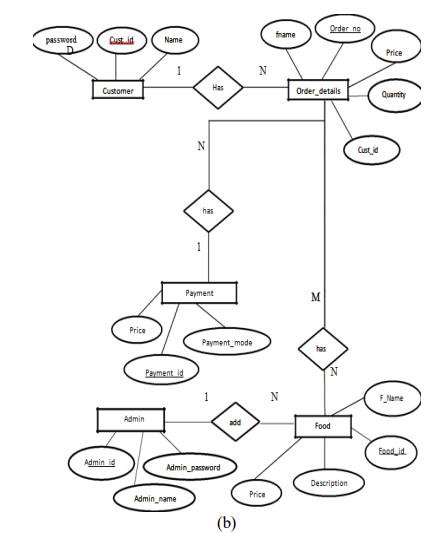 password
D
Cust_id
Name
fname
Order_no
Price
Customer
1
Has
N
Order_details
Quantity
Cust_id
N
has
1
Payment
M
Price
Payment_mode
has
Payment_id
N
F_Name
1
N
Admin
add
Food
Admin_id
Admin_password
Food_id
Admin_name
Price
Description
(b)